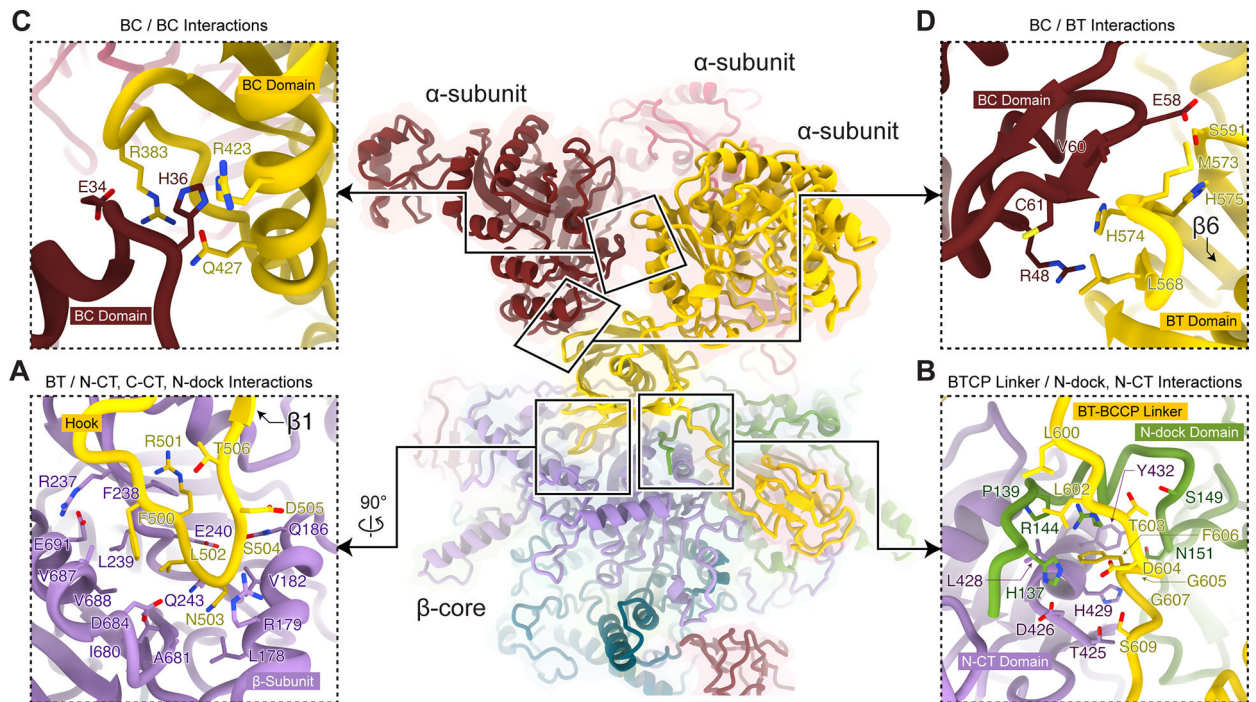 C
BC / BC Interactions
BC Domain
R383
R423
H36
E34
Q427
BC Domain
α-subunit
α-subunit
α-subunit
D
BC / BT Interactions
BC Domain
E58
S591
V60
M573
H575
C61
H574
β6
R48
L568
BT Domain
A
BT / N-CT, C-CT, N-dock Interactions
Hook
β1
R501
T506
R237
F238
F500
D505
E240
Q186
E691
L239
L502
S504
V687
V182
V688
Q243
D684
N503
R179
I680
A681
L178
β-Subunit
90°
β-core
B
BTCP Linker / N-dock, N-CT Interactions
BT-BCCP Linker
L600
N-dock Domain
Y432
P139
L602
S149
R144
T603
F606
N151
D604
L428
G605
H137
G607
H429
D426
S609
T425
N-CT Domain